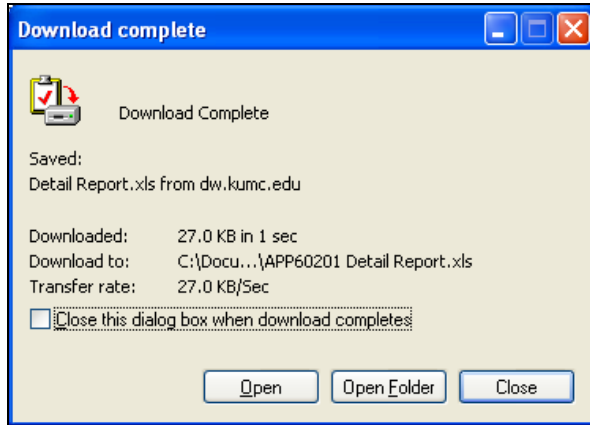 Download complete
Download Complete
Saved:
Detail Report.xls from dw.kumc.edu
Downloaded: 27.0 KB in 1 sec
Download to: C:\Docu...\APP60201 Detail Report.xls
Transfer rate: 27.0 KB/Sec
Close this dialog box when download completes
Open Open Folder Close